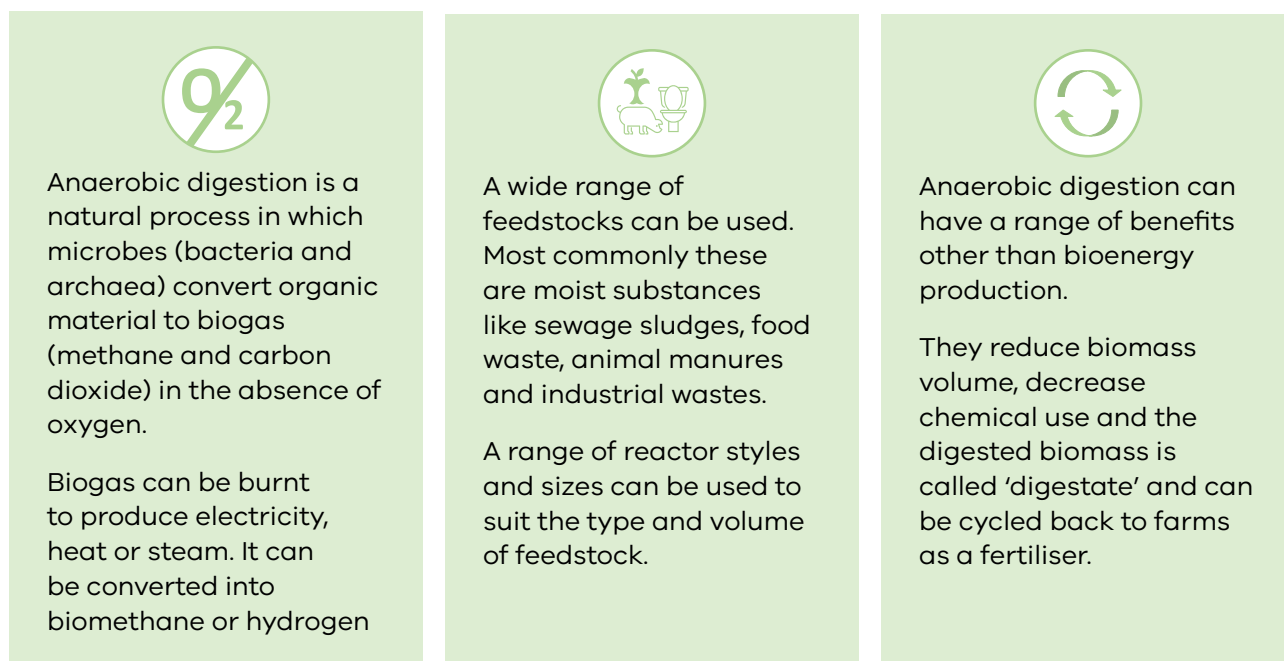 O2
Anaerobic digestion is a
natural process in which
microbes (bacteria and
archaea) convert organic
material to biogas
(methane and carbon
dioxide) in the absence of
oxygen.
Biogas can be burnt
to produce electricity,
heat or steam. It can
be converted into
biomethane or hydrogen
A wide range of
feedstocks can be used.
Most commonly these
are moist substances
like sewage sludges, food
waste, animal manures
and industrial wastes.
A range of reactor styles
and sizes can be used to
suit the type and volume
of feedstock.
Anaerobic digestion can
have a range of benefits
other than bioenergy
production.
They reduce biomass
volume, decrease
chemical use and the
digested biomass is
called ‘digestate’ and can
be cycled back to farms
as a fertiliser.